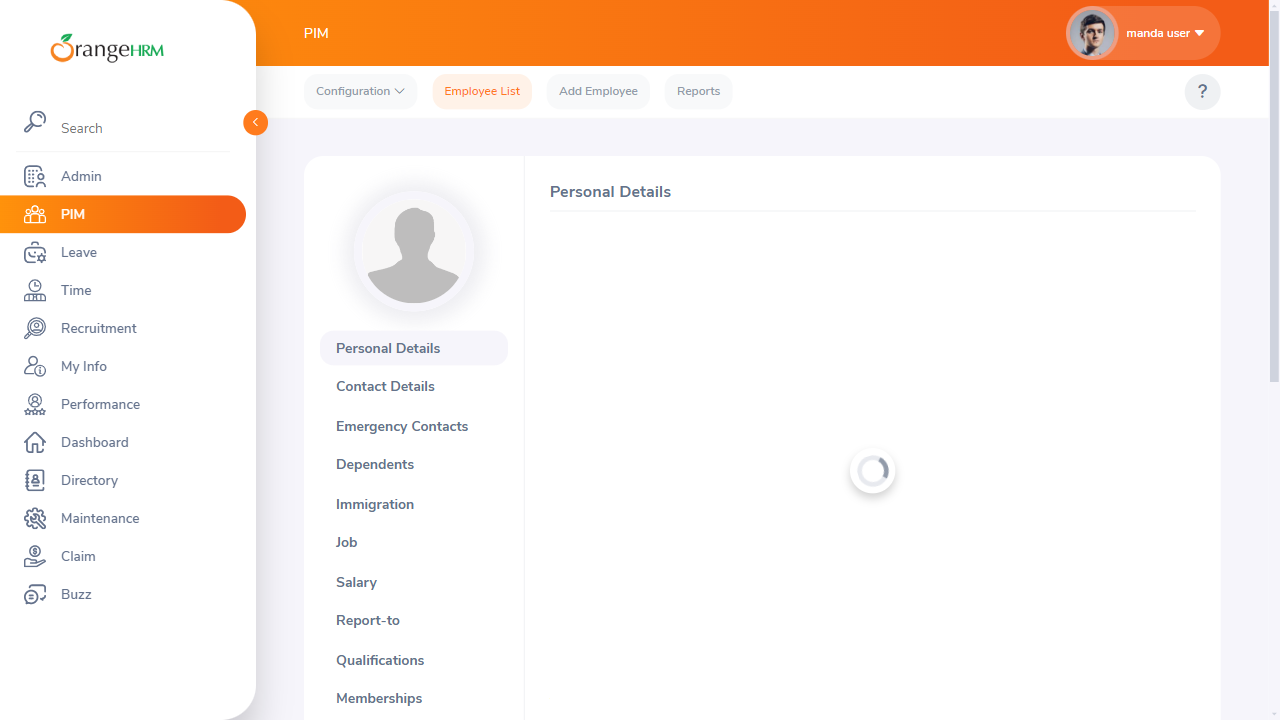 OrangeHRM
Search
Admin
PIM
Leave
Time
Recruitment
My Info
Performance
Dashboard
Directory
Maintenance
Claim
Buzz
PIM
manda user
Configuration
Employee List
Add Employee
Reports
?
Personal Details
Contact Details
Emergency Contacts
Dependents
Immigration
Job
Salary
Report-to
Qualifications
Memberships
Personal Details